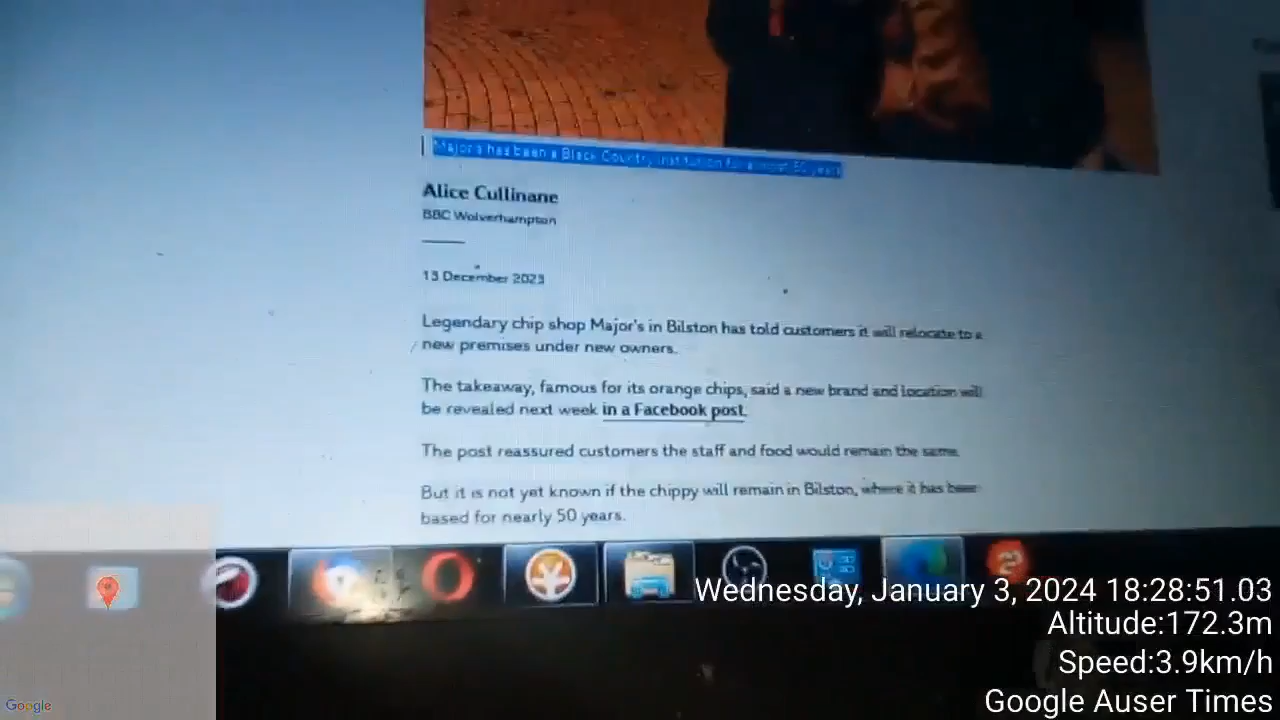 Major's has been a Black Country institution for almost 50 years
Alice Cullinane
BBC Wolverhampton
13 December 2023
Legendary chip shop Major's in Bilston has told customers it will relocate to a
new premises under new owners.
The takeaway, famous for its orange chips, said a new brand and location will
be revealed next week in a Facebook post.
The post reassured customers the staff and food would remain the same.
But it is not yet known if the chippy will remain in Bilston, where it has been
based for nearly 50 years.
Wednesday, January 3, 2024 18:28:51.03
Altitude:172.3m
Speed:3.9km/h
Google Auser Times
Google